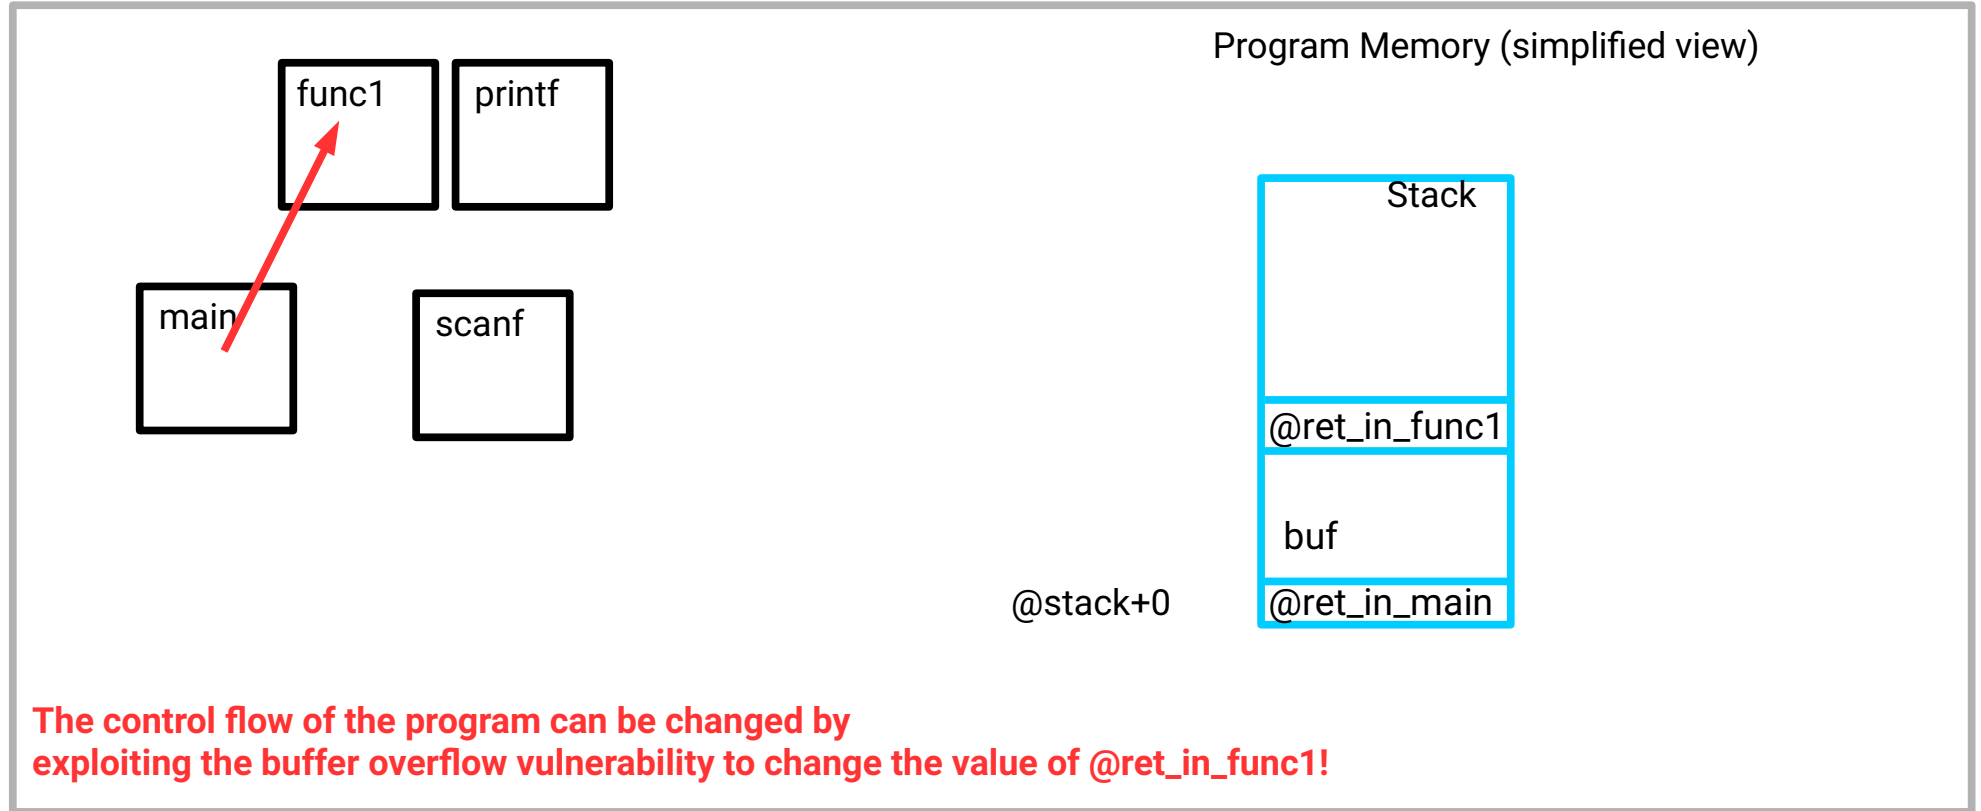 Program Memory (simplified view)
func1
printf
main
scanf
Stack
@ret_in_func1
buf
@stack+0
@ret_in_main
The control flow of the program can be changed by
exploiting the buffer overflow vulnerability to change the value of @ret_in_func1!